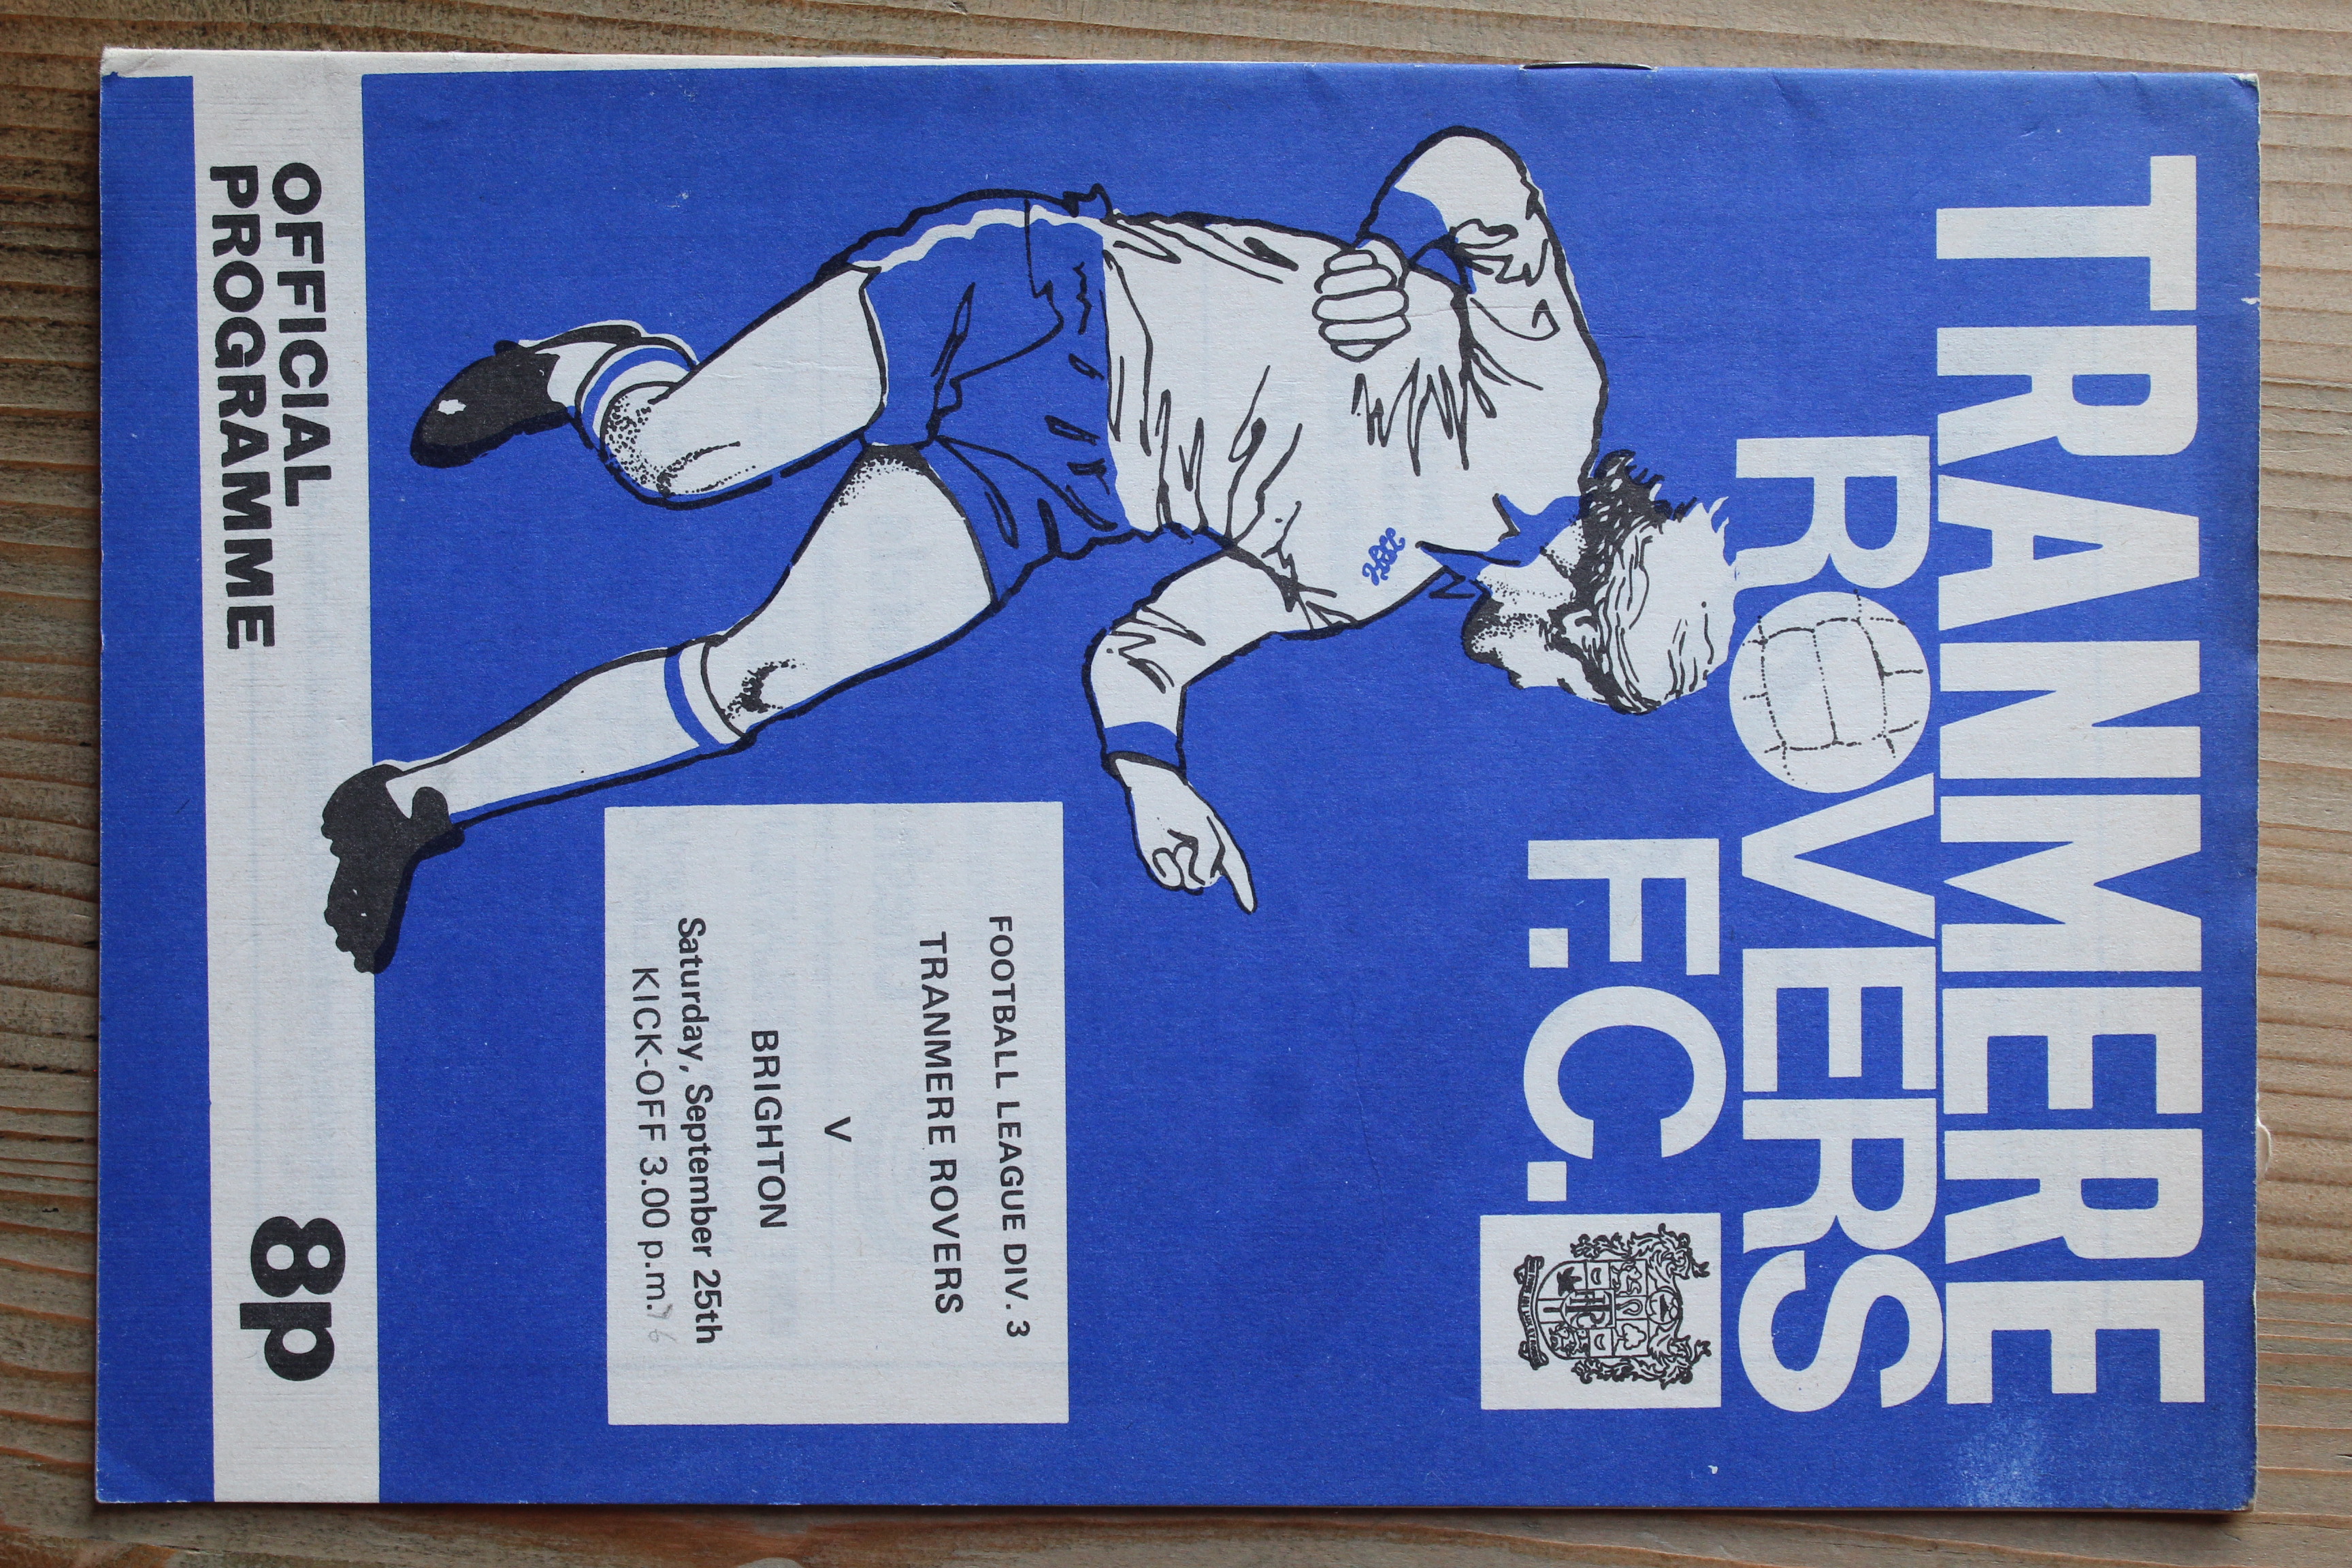 TRANMERE
ROVERS
F.C.
FOOTBALL LEAGUE DIV. 3
TRANMERE ROVERS
V
BRIGHTON
Saturday, September 25th
KICK-OFF 3.00 p.m. 76
OFFICIAL
PROGRAMME
8p